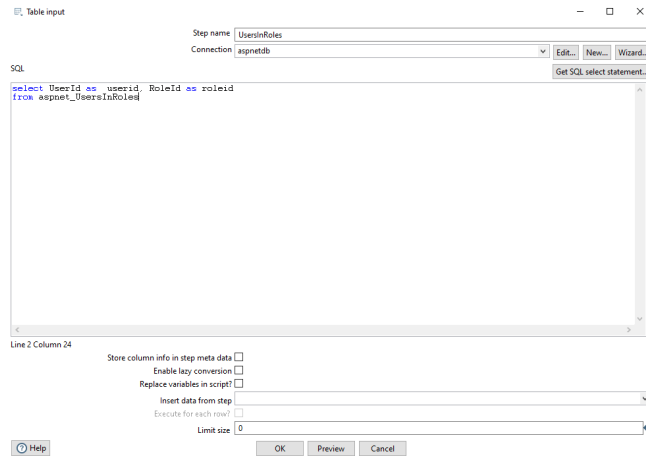 Table input
Step name UsersInRoles
Connection aspnetdb Edit... New... Wizard..
SQL Get SQL select statement..
select UserId as  userid, RoleId as roleid
from aspnet_UsersInRoles
Line 2 Column 24
Store column info in step meta data
Enable lazy conversion
Replace variables in script?
Insert data from step
Execute for each row?
Limit size 0
Help OK Preview Cancel